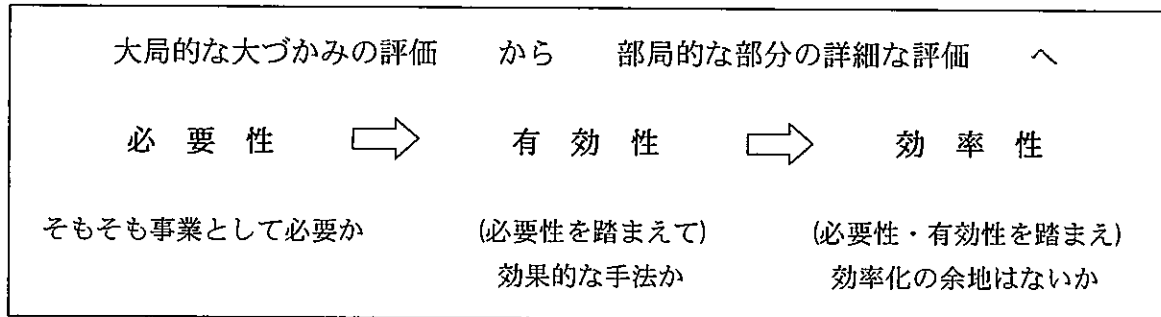 大局的な大づかみの評価 から 部局的な部分の詳細な評価 へ
必要性 ⇨ 有効性 ⇨ 効率性
そもそも事業として必要か (必要性を踏まえて) (必要性・有効性を踏まえ)
効果的な手法か 効率化の余地はないか